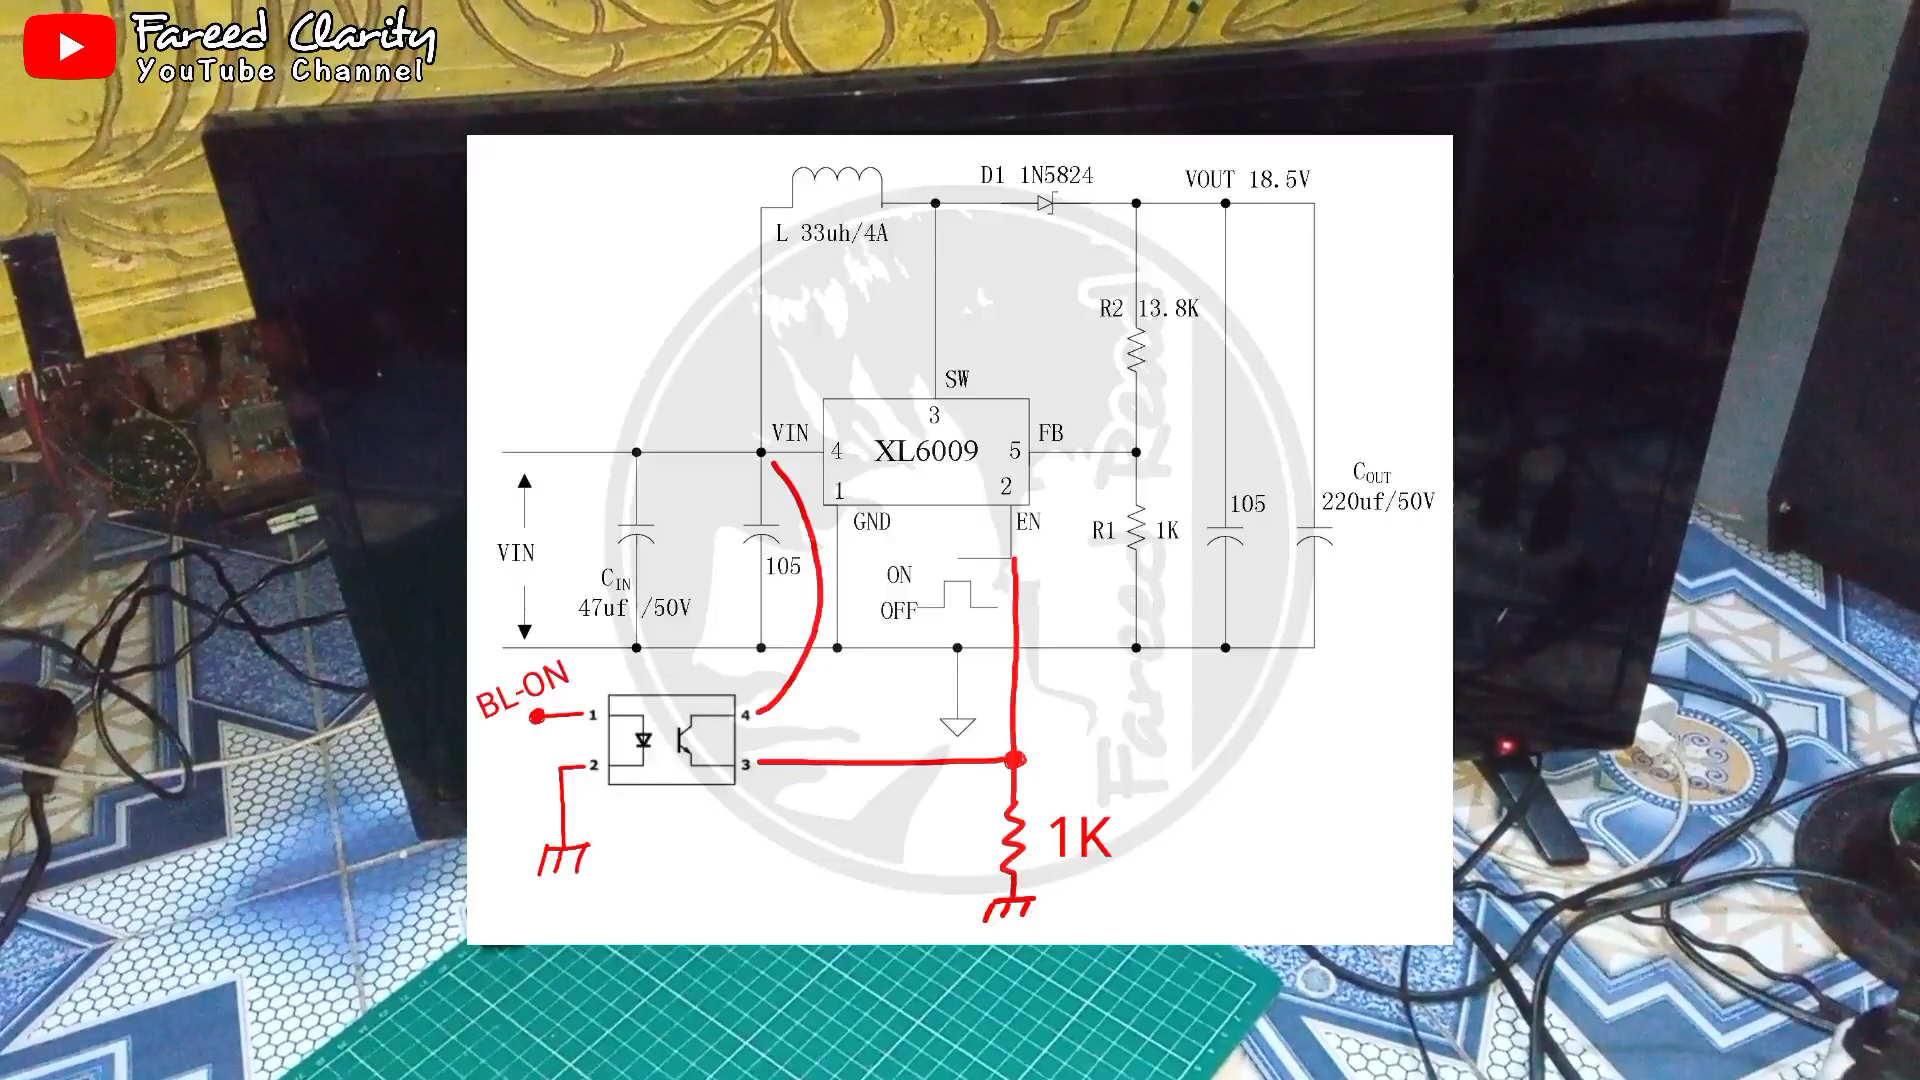 Fareed Clarity
YouTube Channel
D1 1N5824
VOUT 18.5V
L 33uh/4A
R2 13.8K
SW
3
VIN
4
XL6009
5
FB
1
2
GND
EN
COUT
220uf/50V
105
R1 1K
VIN
105
CIN
47uf /50V
ON
OFF
BL-ON
1
4
2
3
1K
Fareed Read